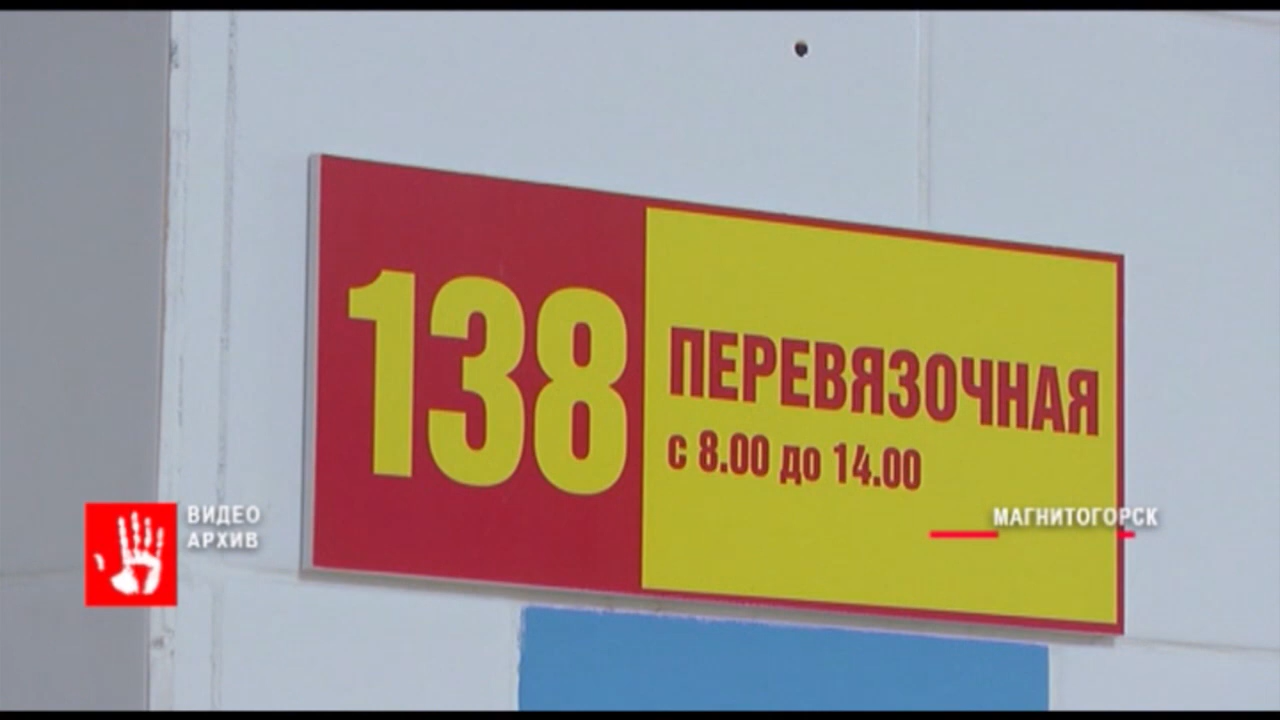 138
ПЕРЕВЯЗОЧНАЯ
с 8.00 до 14.00
ВИДЕО
АРХИВ
МАГНИТОГОРСК